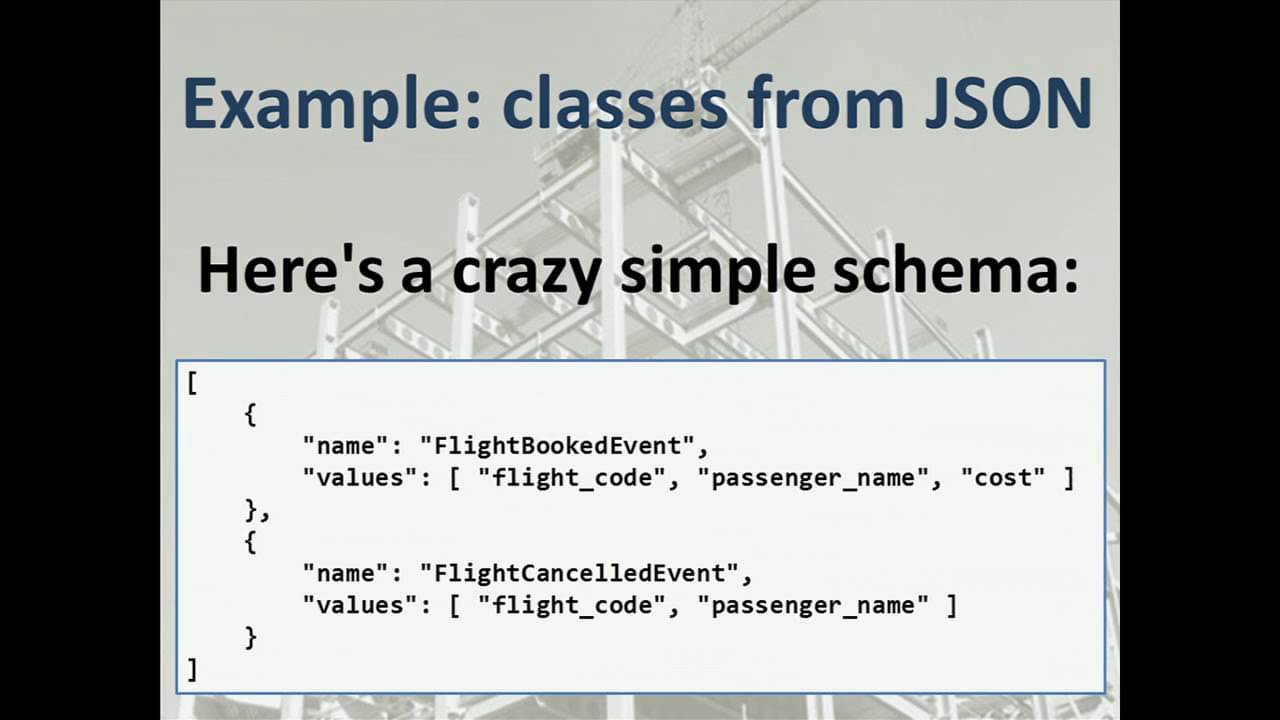 Example: classes from JSON
Here's a crazy simple schema:
[
    {
        "name": "FlightBookedEvent",
        "values": [ "flight_code", "passenger_name", "cost" ]
    },
    {
        "name": "FlightCancelledEvent",
        "values": [ "flight_code", "passenger_name" ]
    }
]